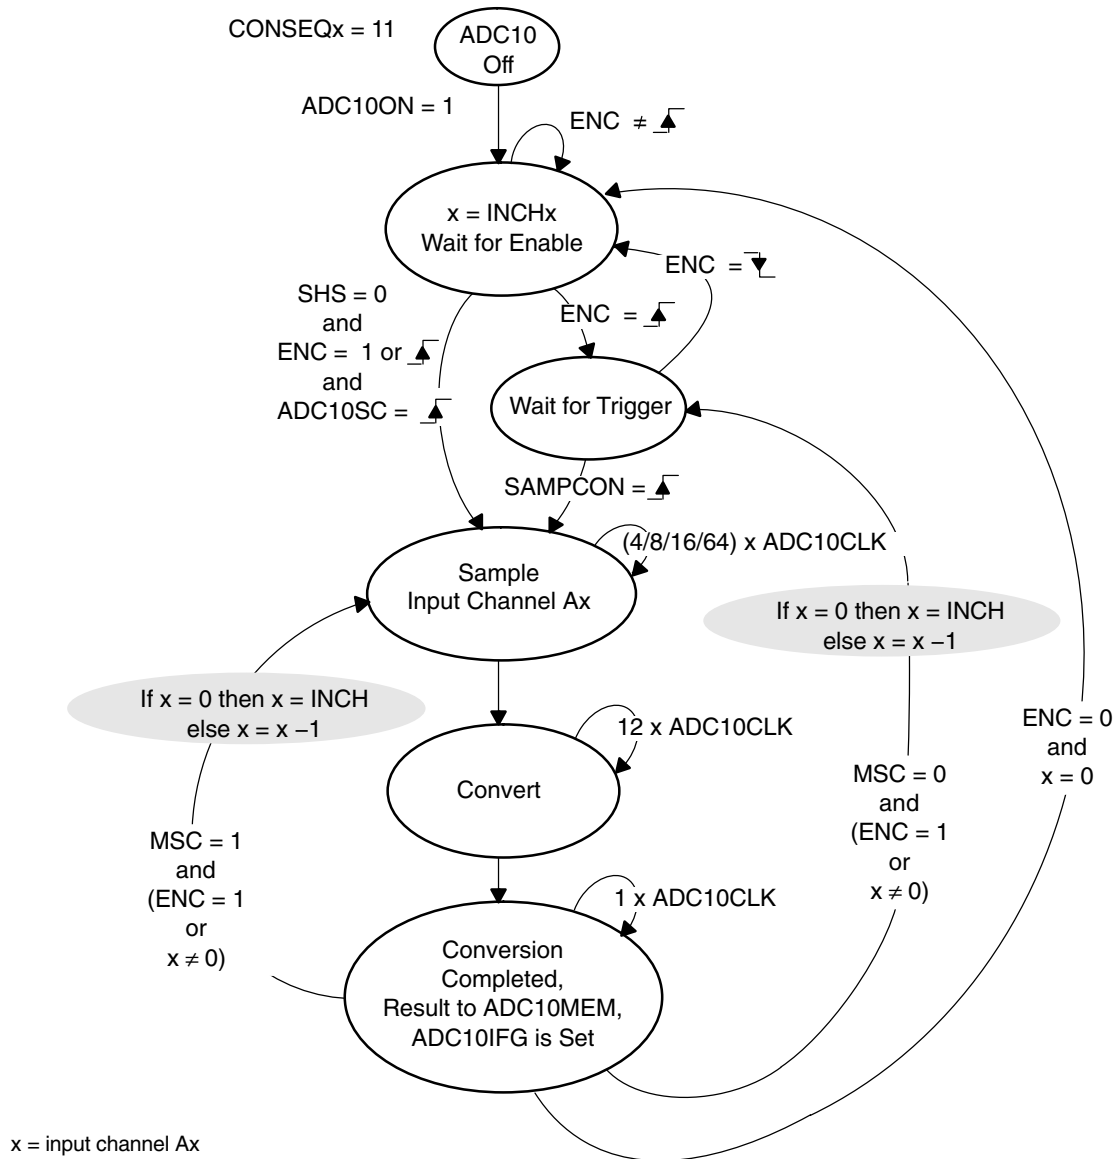 CONSEQx = 11
ADC10
Off
ADC10ON = 1
ENC ≠
x = INCHx
Wait for Enable
ENC =
SHS = 0
and
ENC = 1 or
and
ADC10SC =
ENC =
Wait for Trigger
SAMPCON =
(4/8/16/64) x ADC10CLK
Sample
Input Channel Ax
If x = 0 then x = INCH
else x = x −1
If x = 0 then x = INCH
else x = x −1
12 x ADC10CLK
Convert
ENC = 0
and
x = 0
MSC = 0
and
(ENC = 1
or
x ≠ 0)
MSC = 1
and
(ENC = 1
or
x ≠ 0)
1 x ADC10CLK
Conversion
Completed,
Result to ADC10MEM,
ADC10IFG is Set
x = input channel Ax